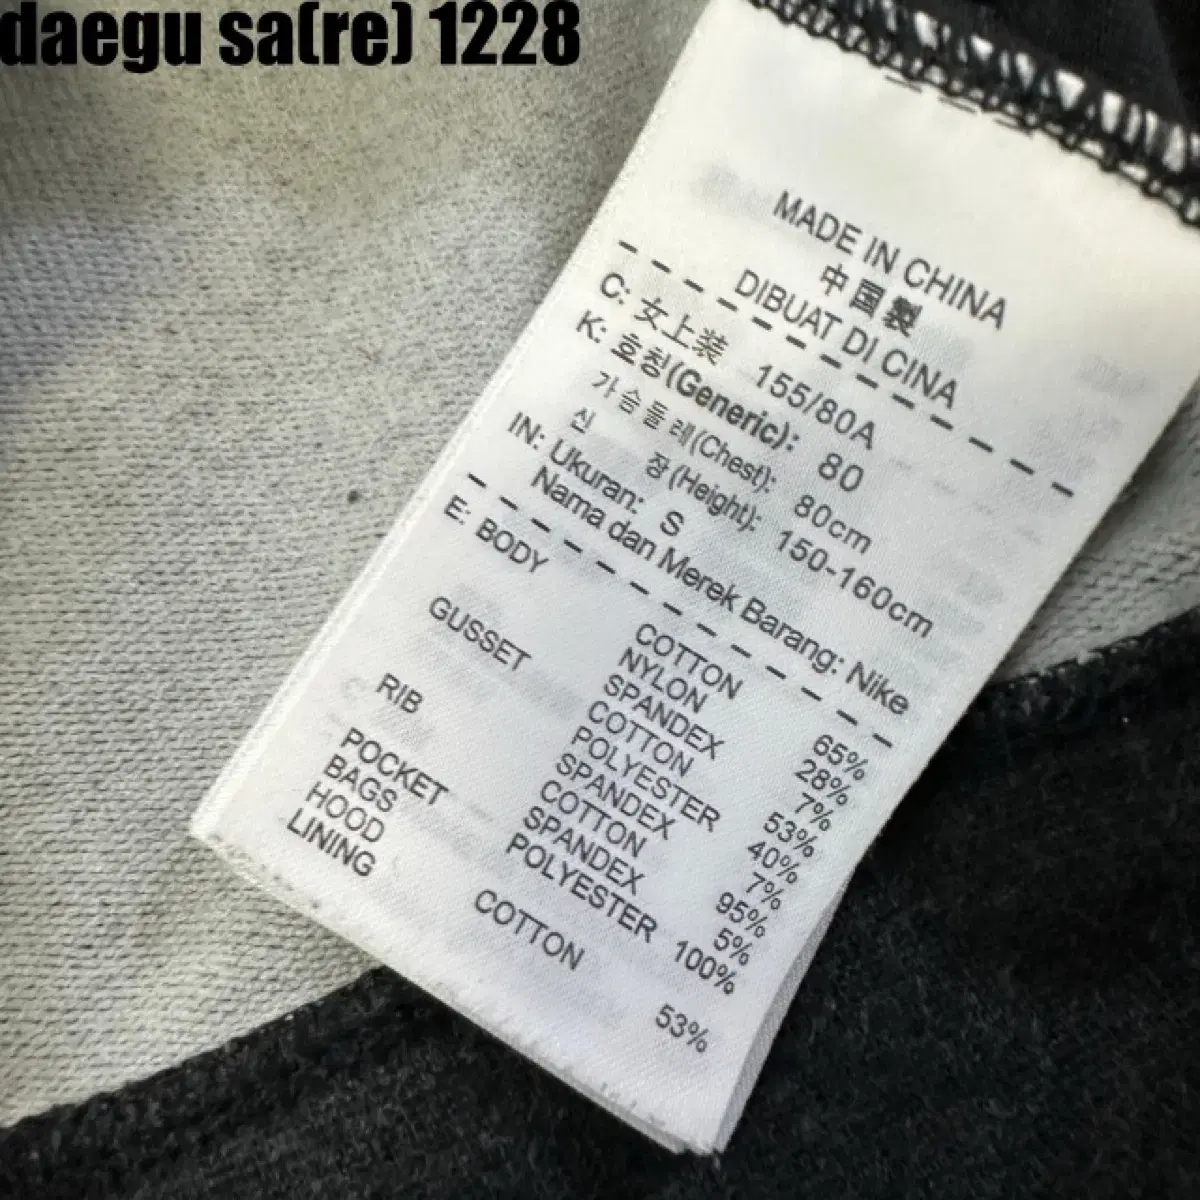 daegu sa(re) 1228
MADE IN CHINA
中国製
DIBUAT DI CINA
C: 女上装 155/80A
K: 호칭(Generic): 80
가슴둘레(Chest): 80cm
신 장(Height): 150-160cm
IN: Ukuran: S
Nama dan Merek Barang: Nike
E: BODY COTTON 65%
NYLON 28%
SPANDEX 7%
GUSSET COTTON 53%
POLYESTER 40%
SPANDEX 7%
RIB COTTON 95%
SPANDEX 5%
POCKET BAGS POLYESTER 100%
HOOD
LINING COTTON 53%